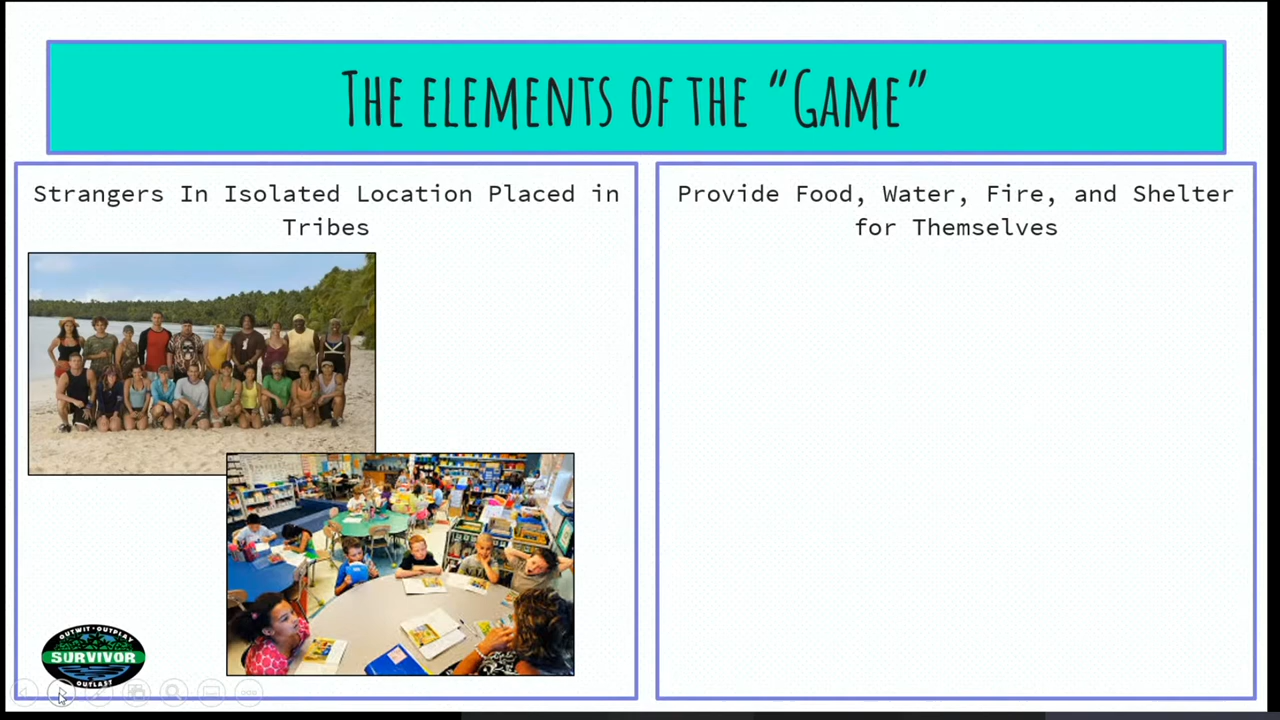 The elements of the “Game”
Strangers In Isolated Location Placed in
Tribes
Provide Food, Water, Fire, and Shelter
for Themselves
OUTWIT • OUTPLAY
SURVIVOR
OUTLAST